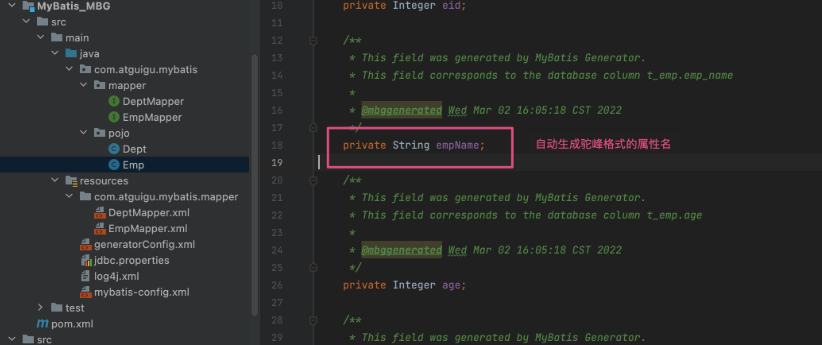 MyBatis_MBG
src
main
java
com.atguigu.mybatis
mapper
DeptMapper
EmpMapper
pojo
Dept
Emp
resources
com.atguigu.mybatis.mapper
DeptMapper.xml
EmpMapper.xml
generatorConfig.xml
jdbc.properties
log4j.xml
mybatis-config.xml
test
pom.xml
src
10 private Integer eid;
11
12 /**
13 * This field was generated by MyBatis Generator.
14 * This field corresponds to the database column t_emp.emp_name
15 *
16 * @mbggenerated Wed Mar 02 16:05:18 CST 2022
17 */
18 private String empName; 自动生成驼峰格式的属性名
19
20 /**
21 * This field was generated by MyBatis Generator.
22 * This field corresponds to the database column t_emp.age
23 *
24 * @mbggenerated Wed Mar 02 16:05:18 CST 2022
25 */
26 private Integer age;
27
28 /**
29 * This field was generated by MyBatis Generator.